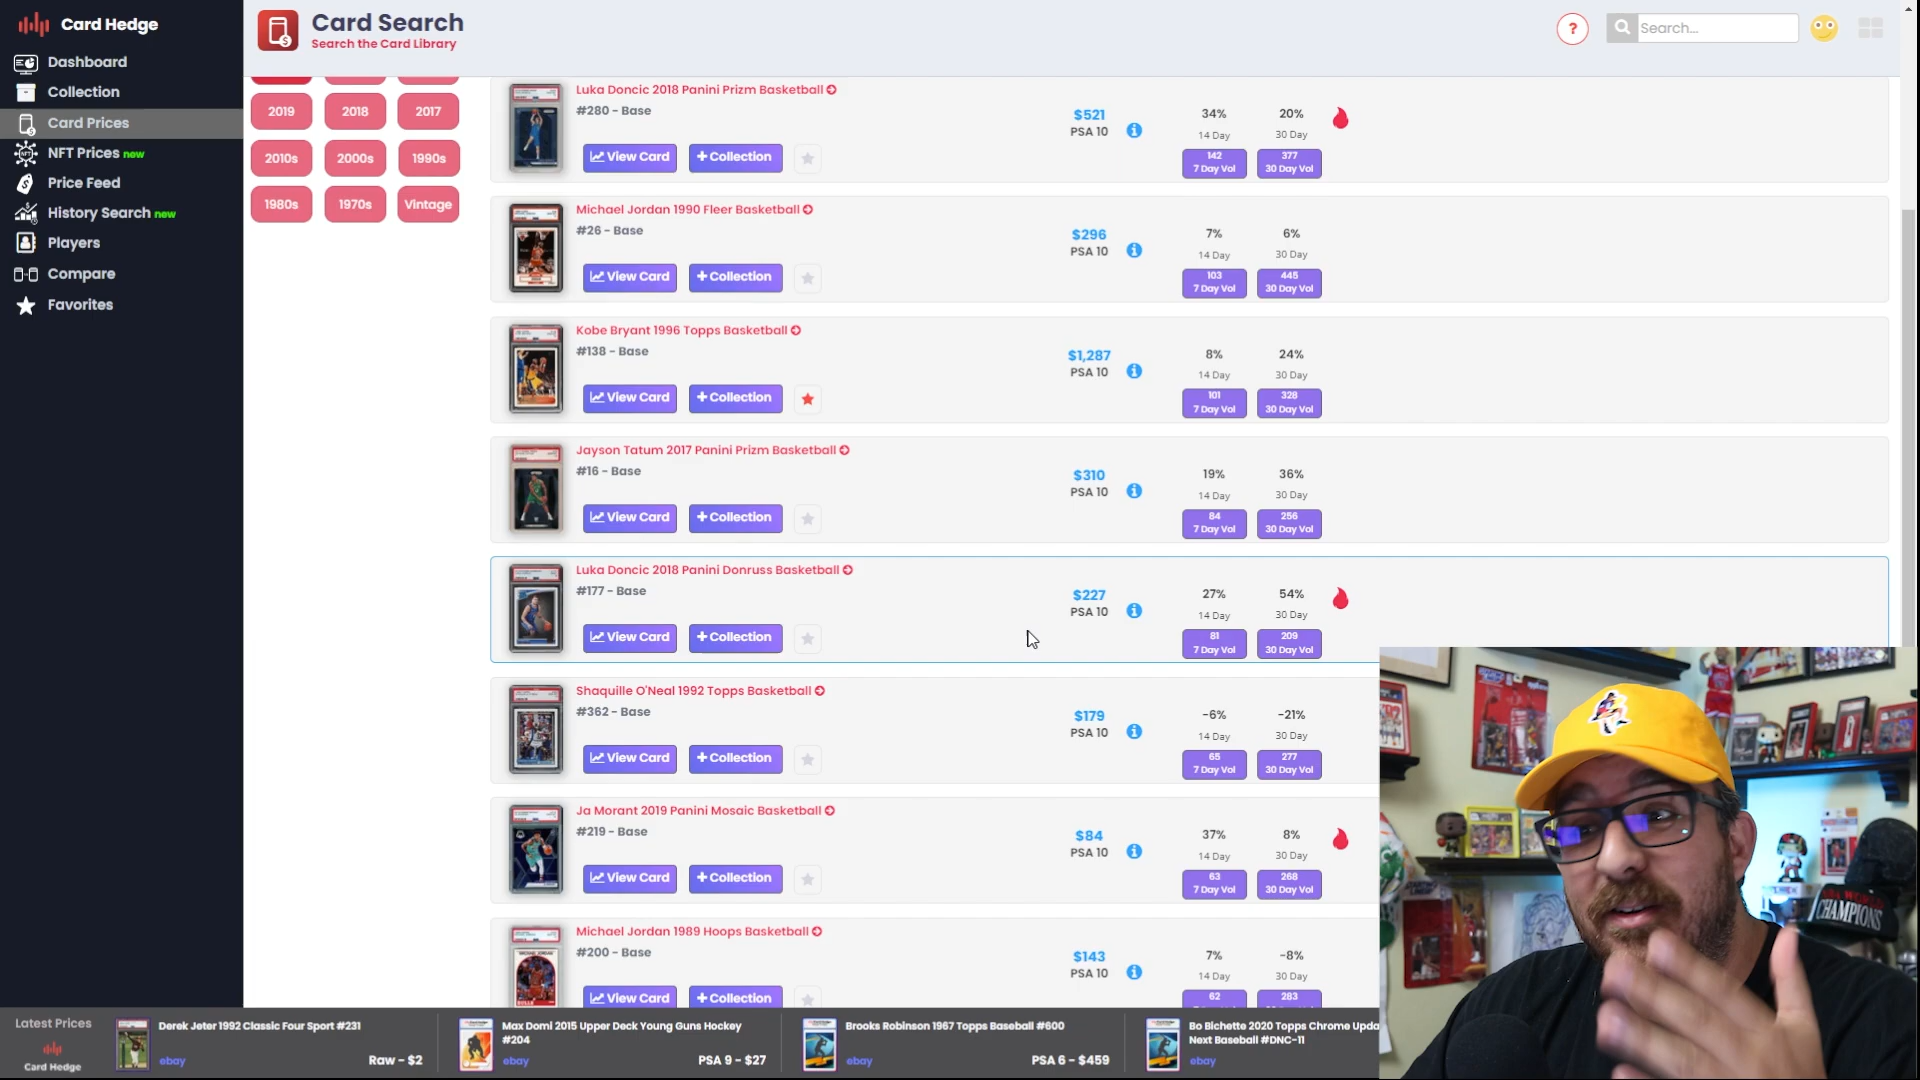 Card Hedge
Dashboard
Collection
Card Prices
NFT Prices new
Price Feed
History Search new
Players
Compare
Favorites
Card Search
Search the Card Library
?
Search...
2019 2018 2017
2010s 2000s 1990s
1980s 1970s Vintage
Luka Doncic 2018 Panini Prizm Basketball
#280 - Base
View Card + Collection
$521
PSA 10
34% 20%
14 Day 30 Day
142 377
7 Day Vol 30 Day Vol
Michael Jordan 1990 Fleer Basketball
#26 - Base
View Card + Collection
$296
PSA 10
7% 6%
14 Day 30 Day
103 445
7 Day Vol 30 Day Vol
Kobe Bryant 1996 Topps Basketball
#138 - Base
View Card + Collection
$1,287
PSA 10
8% 24%
14 Day 30 Day
101 328
7 Day Vol 30 Day Vol
Jayson Tatum 2017 Panini Prizm Basketball
#16 - Base
View Card + Collection
$310
PSA 10
19% 36%
14 Day 30 Day
84 256
7 Day Vol 30 Day Vol
Luka Doncic 2018 Panini Donruss Basketball
#177 - Base
View Card + Collection
$227
PSA 10
27% 54%
14 Day 30 Day
81 209
7 Day Vol 30 Day Vol
Shaquille O'Neal 1992 Topps Basketball
#362 - Base
View Card + Collection
$179
PSA 10
-6% -21%
14 Day 30 Day
65 277
7 Day Vol 30 Day Vol
Ja Morant 2019 Panini Mosaic Basketball
#219 - Base
View Card + Collection
$84
PSA 10
37% 8%
14 Day 30 Day
63 268
7 Day Vol 30 Day Vol
Michael Jordan 1989 Hoops Basketball
#200 - Base
View Card + Collection
$143
PSA 10
7% -8%
14 Day 30 Day
62 283
CHAMPIONS
Latest Prices
Card Hedge
Derek Jeter 1992 Classic Four Sport #231
ebay Raw - $2
Max Domi 2015 Upper Deck Young Guns Hockey
#204
ebay PSA 9 - $27
Brooks Robinson 1967 Topps Baseball #600
ebay PSA 6 - $459
Bo Bichette 2020 Topps Chrome Upda
Next Baseball #DNC-11
ebay